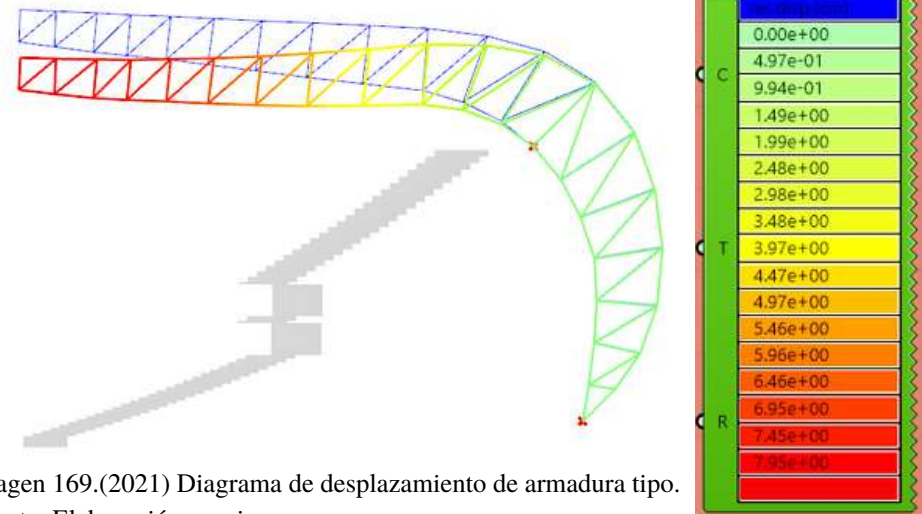 res.disp.[cm]
0.00e+00
4.97e-01
9.94e-01
1.49e+00
1.99e+00
2.48e+00
2.98e+00
3.48e+00
3.97e+00
4.47e+00
4.97e+00
5.46e+00
5.96e+00
6.46e+00
6.95e+00
7.45e+00
7.95e+00
C
T
R
agen 169.(2021) Diagrama de desplazamiento de armadura tipo.